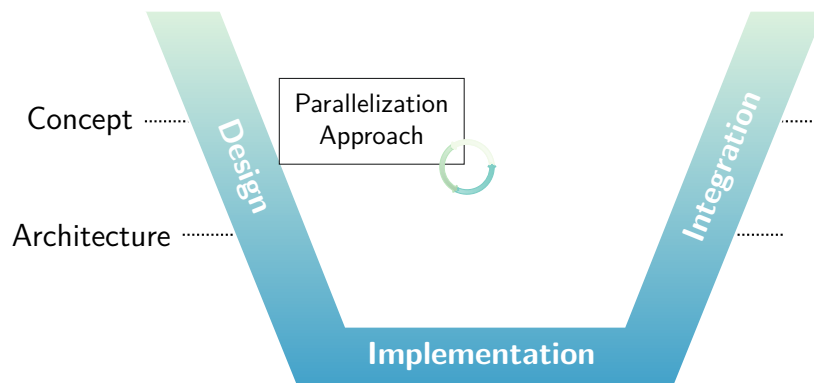 Concept
Parallelization
Approach
Design
Integration
Architecture
Implementation